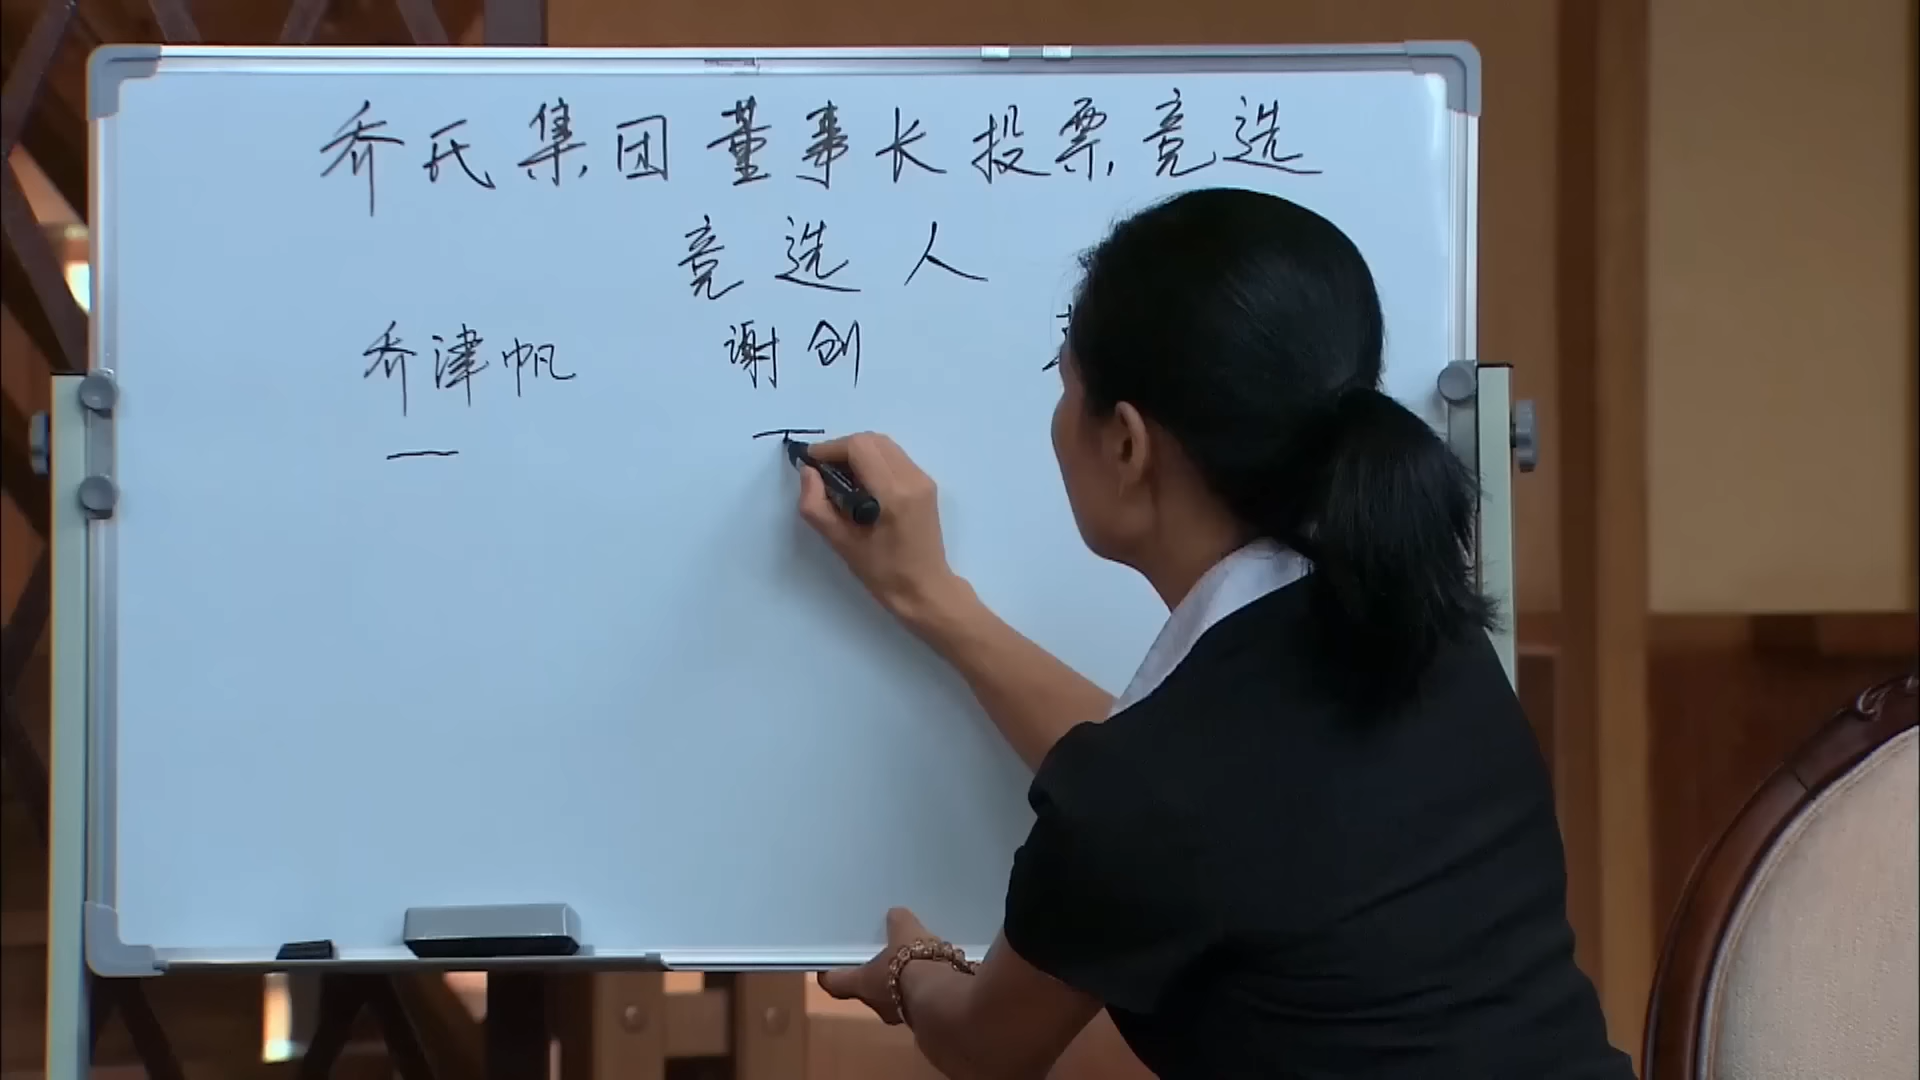 乔氏集团董事长投票竞选
竞选人
乔津帆 谢创